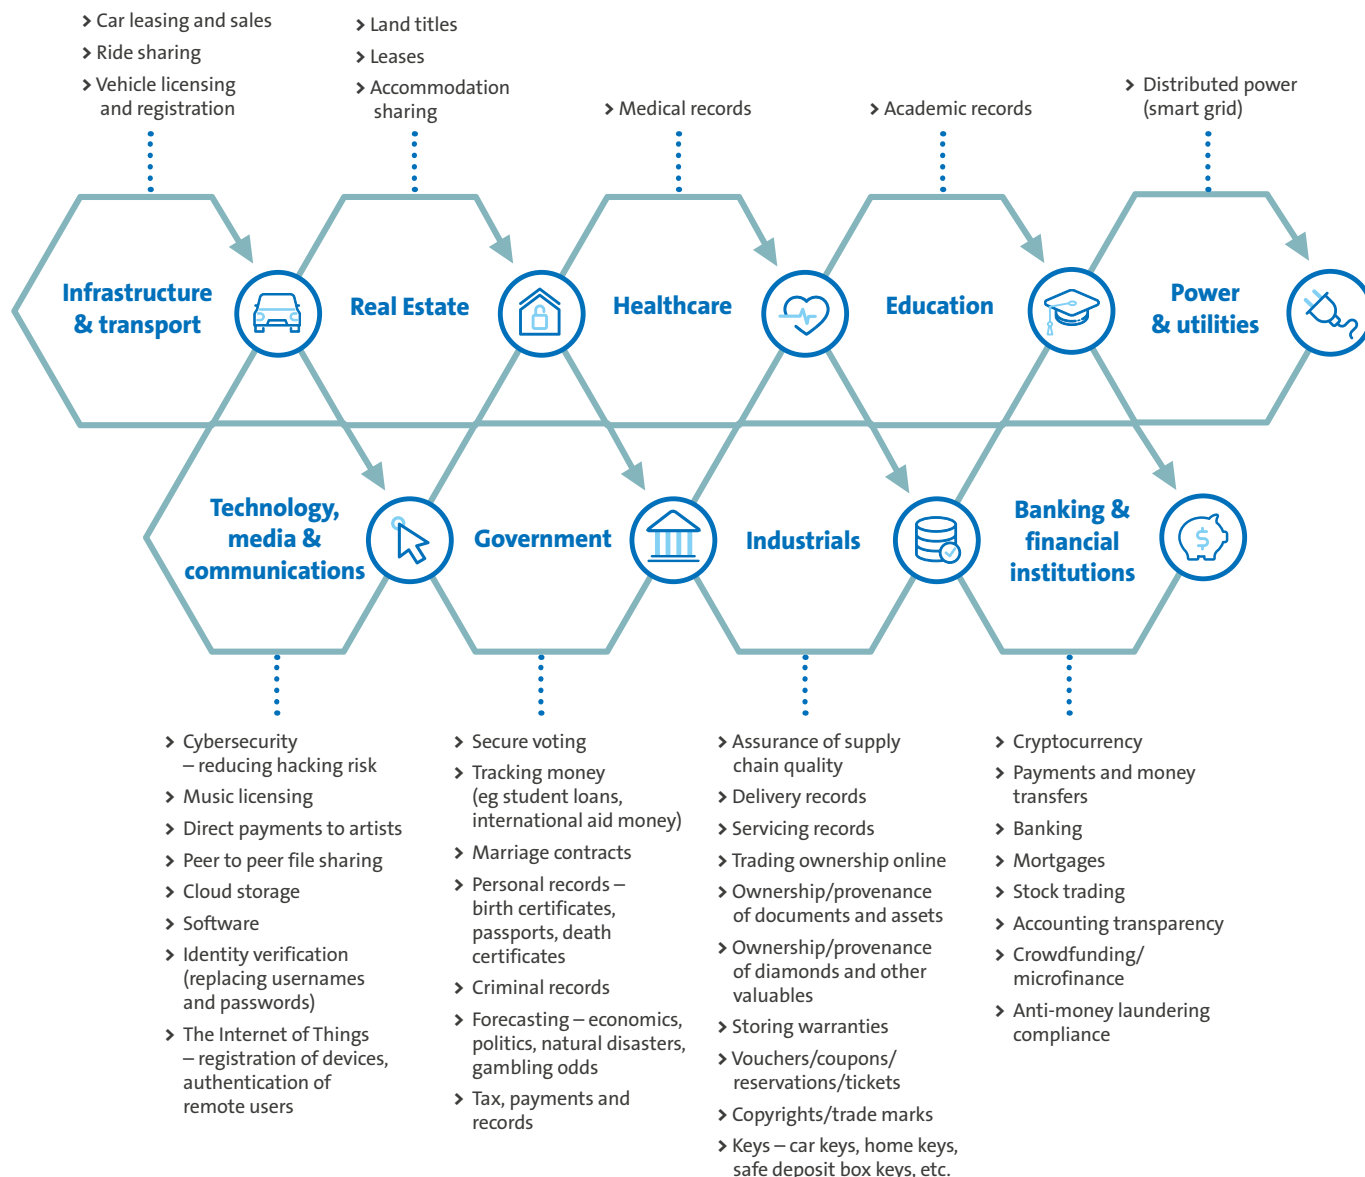 > Car leasing and sales
> Ride sharing
> Vehicle licensing
and registration
> Land titles
> Leases
> Accommodation
sharing
> Medical records
> Academic records
> Distributed power
(smart grid)
Infrastructure
& transport
Real Estate
Healthcare
Education
Power
& utilities
Technology,
media &
communications
Government
Industrials
Banking &
financial
institutions
$
> Cybersecurity
– reducing hacking risk
> Music licensing
> Direct payments to artists
> Peer to peer file sharing
> Cloud storage
> Software
> Identity verification
(replacing usernames
and passwords)
> The Internet of Things
– registration of devices,
authentication of
remote users
> Secure voting
> Tracking money
(eg student loans,
international aid money)
> Marriage contracts
> Personal records –
birth certificates,
passports, death
certificates
> Criminal records
> Forecasting – economics,
politics, natural disasters,
gambling odds
> Tax, payments and
records
> Assurance of supply
chain quality
> Delivery records
> Servicing records
> Trading ownership online
> Ownership/provenance
of documents and assets
> Ownership/provenance
of diamonds and other
valuables
> Storing warranties
> Vouchers/coupons/
reservations/tickets
> Copyrights/trade marks
> Keys – car keys, home keys,
safe deposit box keys, etc.
> Cryptocurrency
> Payments and money
transfers
> Banking
> Mortgages
> Stock trading
> Accounting transparency
> Crowdfunding/
microfinance
> Anti-money laundering
compliance